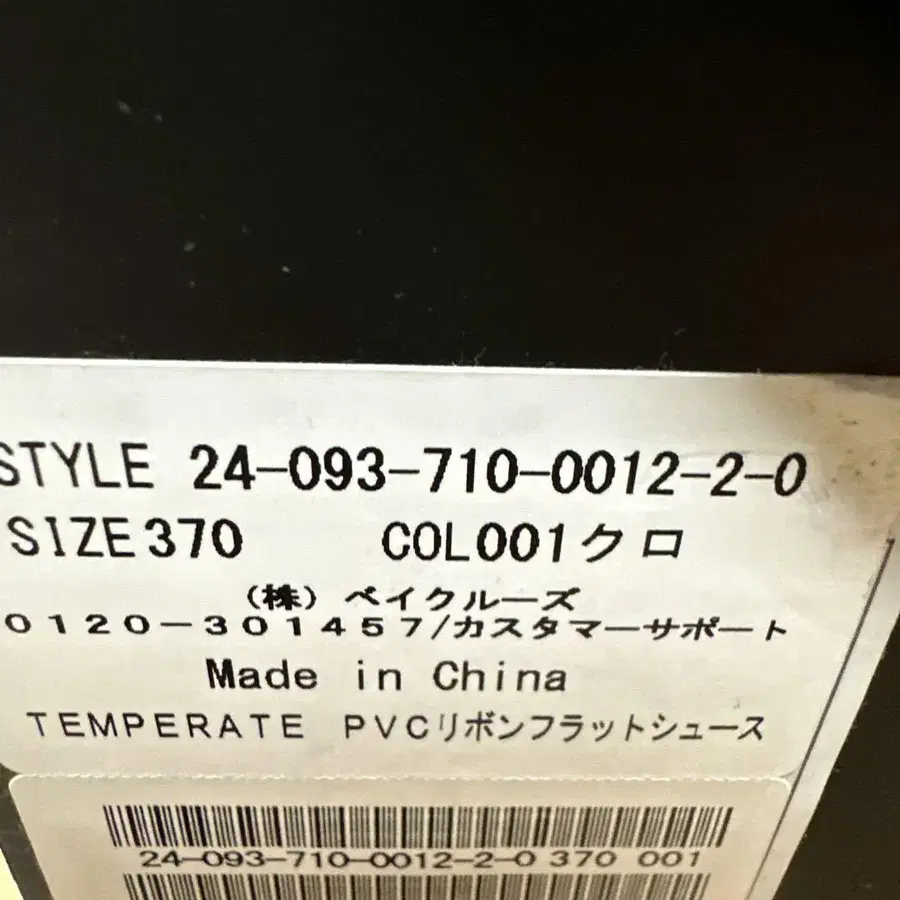 STYLE 24-093-710-0012-2-0
SIZE370 COL001クロ
(株) ベイクルーズ
0120-301457/カスタマーサポート
Made in China
TEMPERATE PVCリボンフラットシューズ
24-093-710-0012-2-0 370 001